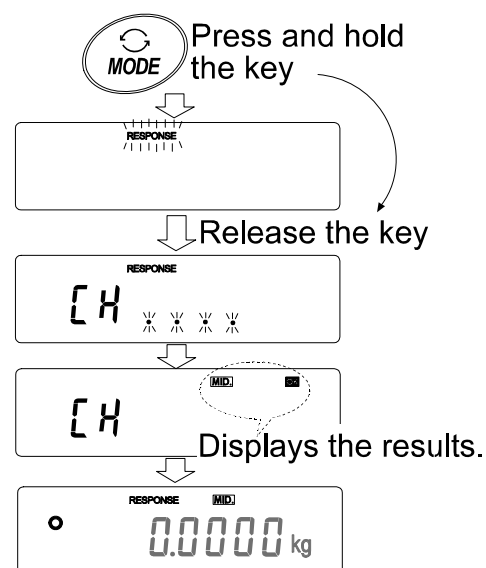 Press and hold
MODE
the key
RESPONSE
Release the key
RESPONSE
CH
MID. OK
CH
Displays the results.
RESPONSE MID.
0.0000 kg